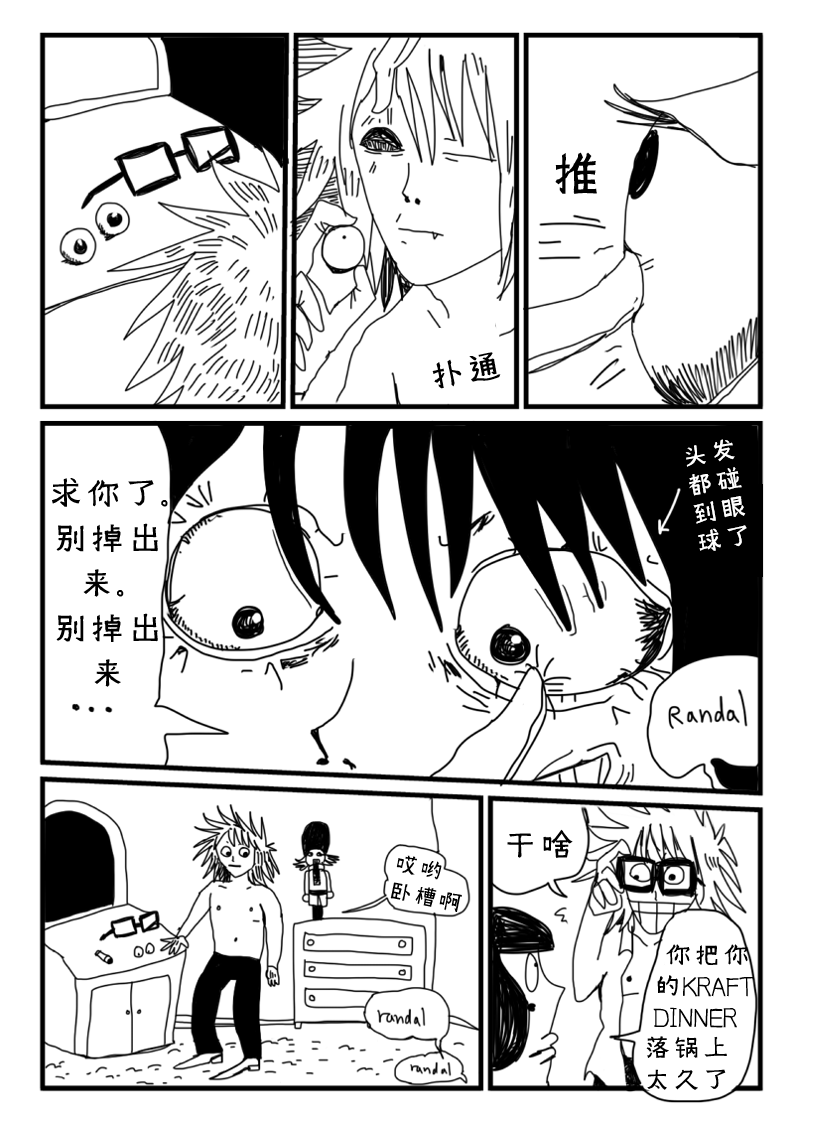 推
扑通
求你了。
别掉出
来。
别掉出
来
...
发碰眼了
头都到球
Randal
哎哟
卧槽啊
randal
randal
干啥
你把你
的KRAFT
DINNER
落锅上
太久了